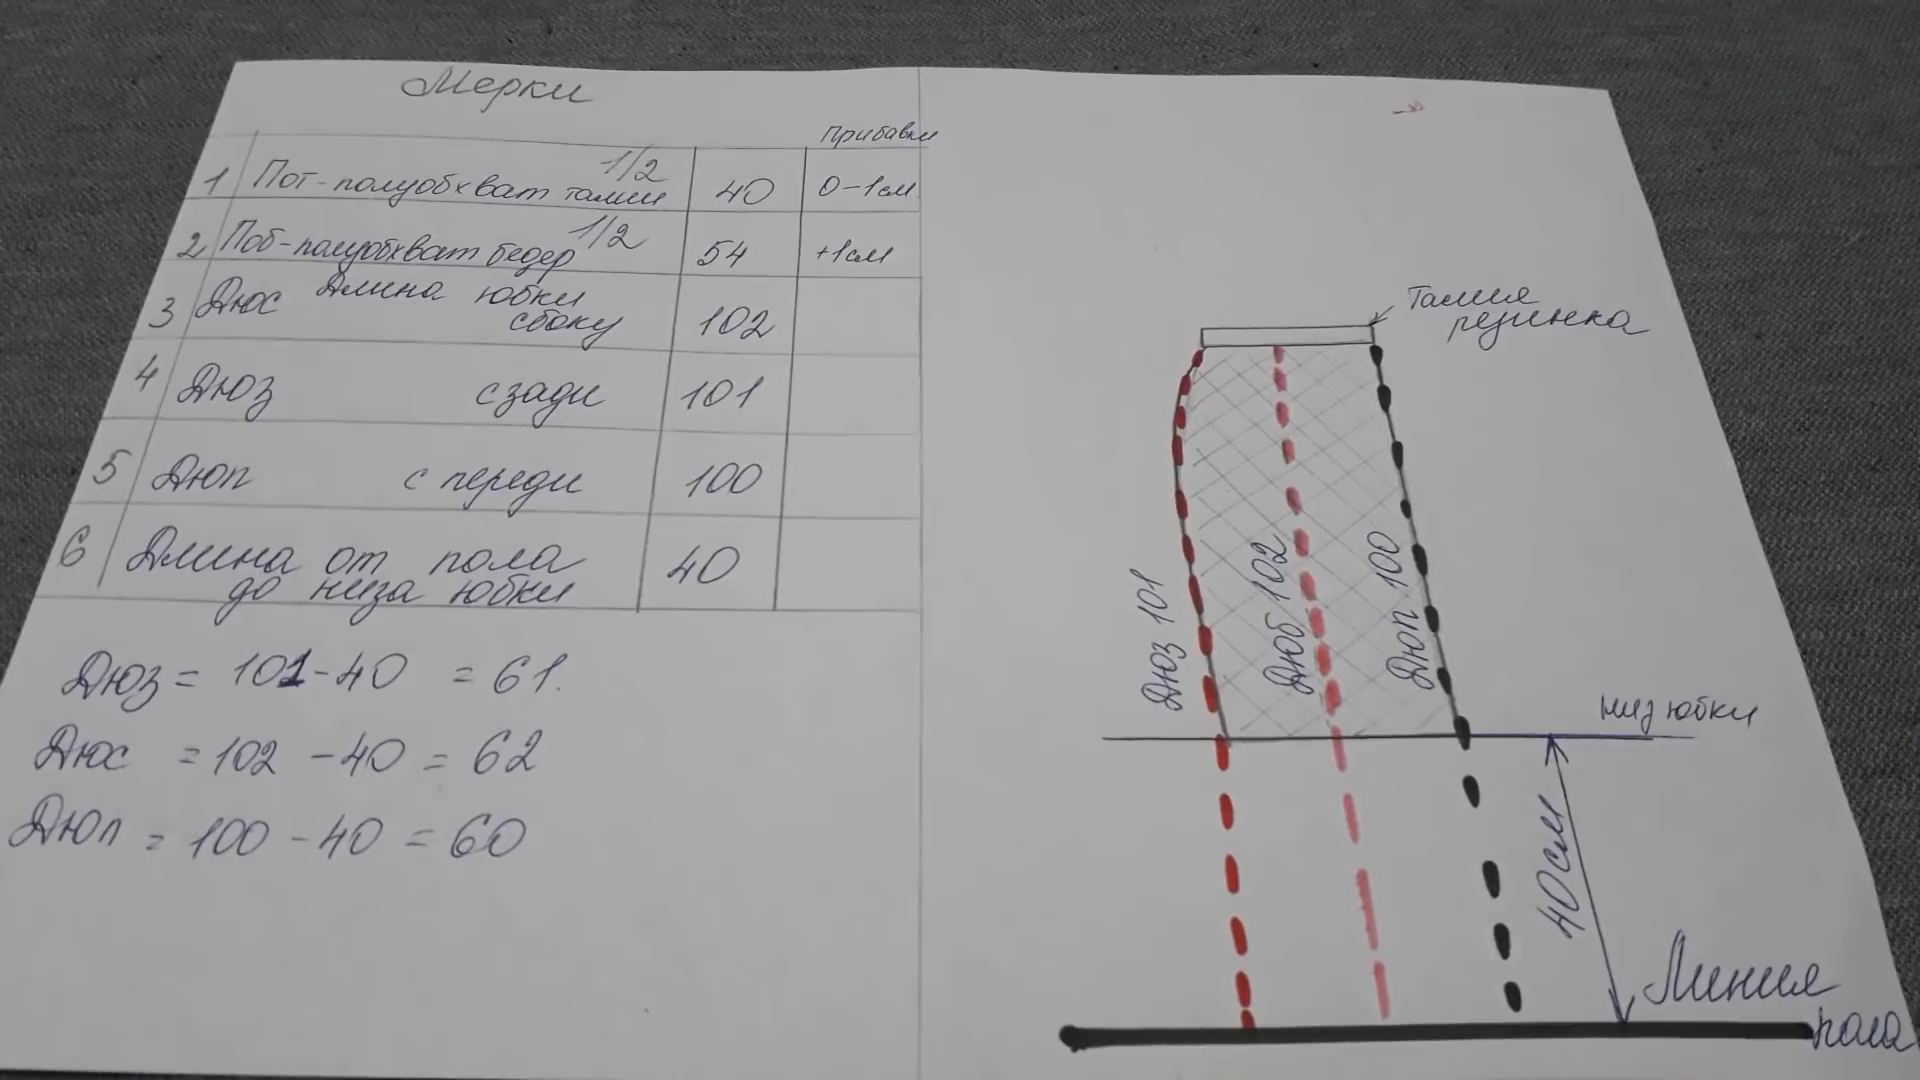 Мерки
Прибавки
1 Пот-полуобхват талии 1/2 40 0-1см
2 Поб-полуобхват бедер 1/2 54 +1см
3 Дюс Длина юбки
сбоку 102
4 Дюз сзади 101
5 Дюп с переди 100
6 Длина от пола
до низа юбки 40
Дюз = 101-40 = 61.
Дюс = 102 - 40 = 62
Дюп = 100 - 40 = 60
Талия
резинка
Дюз 101
Дюб 102
Дюп 100
низ юбки
40см
Линия
пола